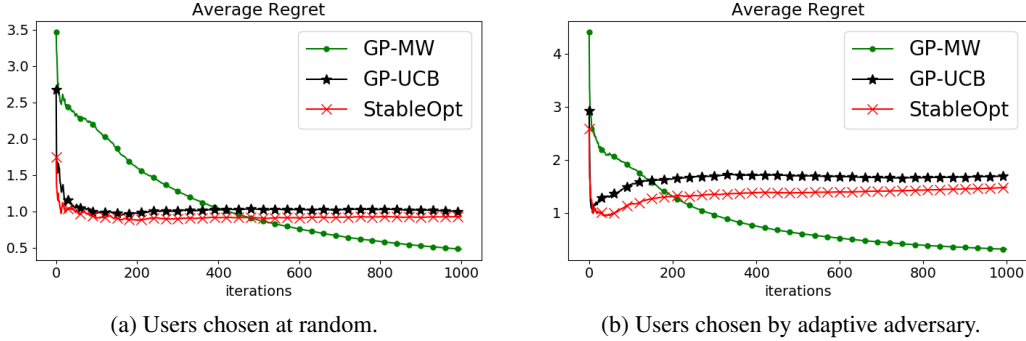 Average Regret
3.5
3.0
2.5
2.0
1.5
1.0
0.5
0
200
400
600
800
1000
iterations
GP-MW
GP-UCB
StableOpt
(a) Users chosen at random.
Average Regret
4
3
2
1
0
200
400
600
800
1000
iterations
GP-MW
GP-UCB
StableOpt
(b) Users chosen by adaptive adversary.